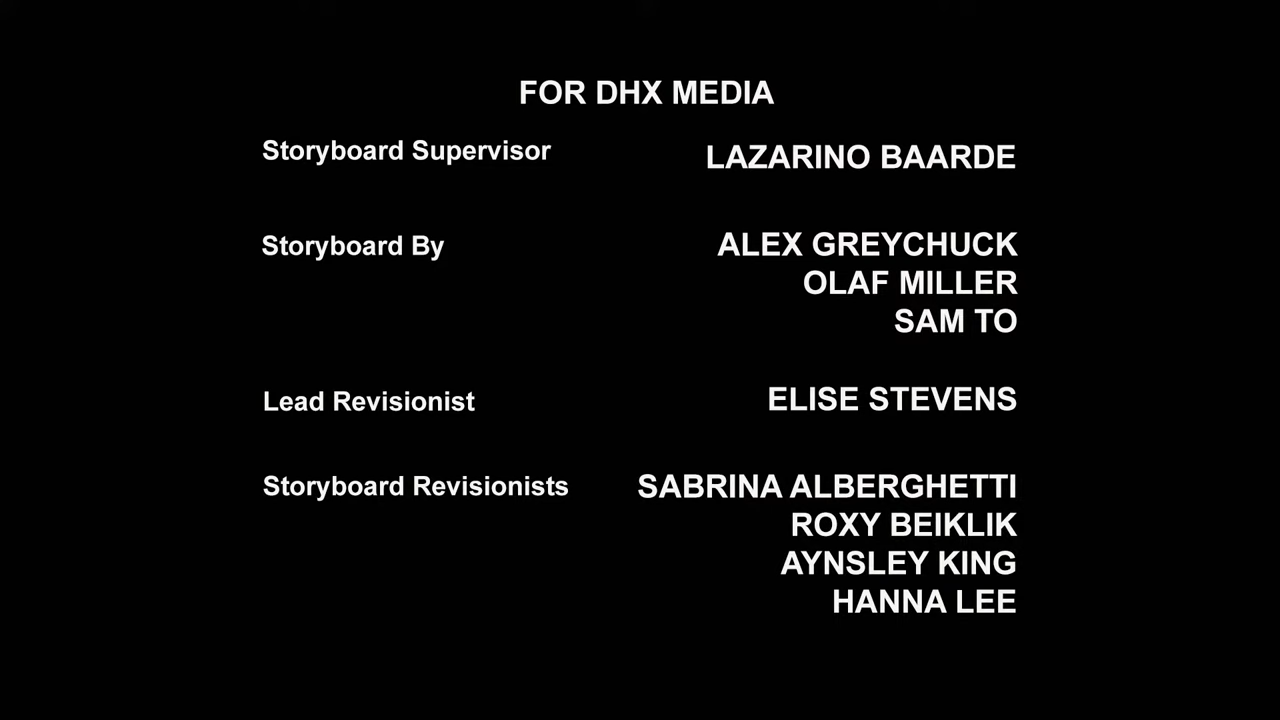 FOR DHX MEDIA
Storyboard Supervisor LAZARINO BAARDE
Storyboard By ALEX GREYCHUCK
OLAF MILLER
SAM TO
Lead Revisionist ELISE STEVENS
Storyboard Revisionists SABRINA ALBERGHETTI
ROXY BEIKLIK
AYNSLEY KING
HANNA LEE